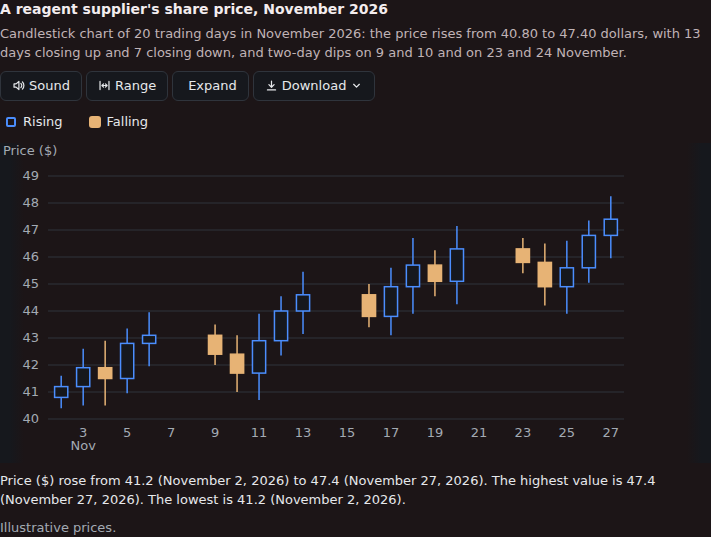 A reagent supplier's share price, November 2026
Candlestick chart of 20 trading days in November 2026: the price rises from 40.80 to 47.40 dollars, with 13
days closing up and 7 closing down, and two-day dips on 9 and 10 and on 23 and 24 November.
Sound Range Expand Download
Rising Falling
Price ($)
49
48
47
46
45
44
43
42
41
40
3 5 7 9 11 13 15 17 19 21 23 25 27
Nov
Price ($) rose from 41.2 (November 2, 2026) to 47.4 (November 27, 2026). The highest value is 47.4
(November 27, 2026). The lowest is 41.2 (November 2, 2026).
Illustrative prices.